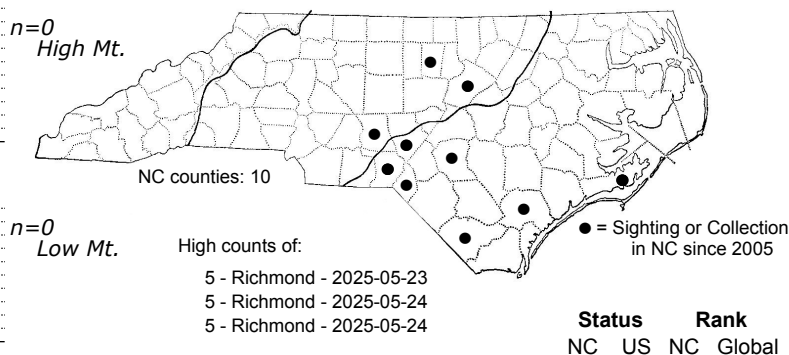 n=0
High Mt.
NC counties: 10
n=0
Low Mt.
High counts of:
5 - Richmond - 2025-05-23
5 - Richmond - 2025-05-24
5 - Richmond - 2025-05-24
● = Sighting or Collection
in NC since 2005
Status Rank
NC US NC Global